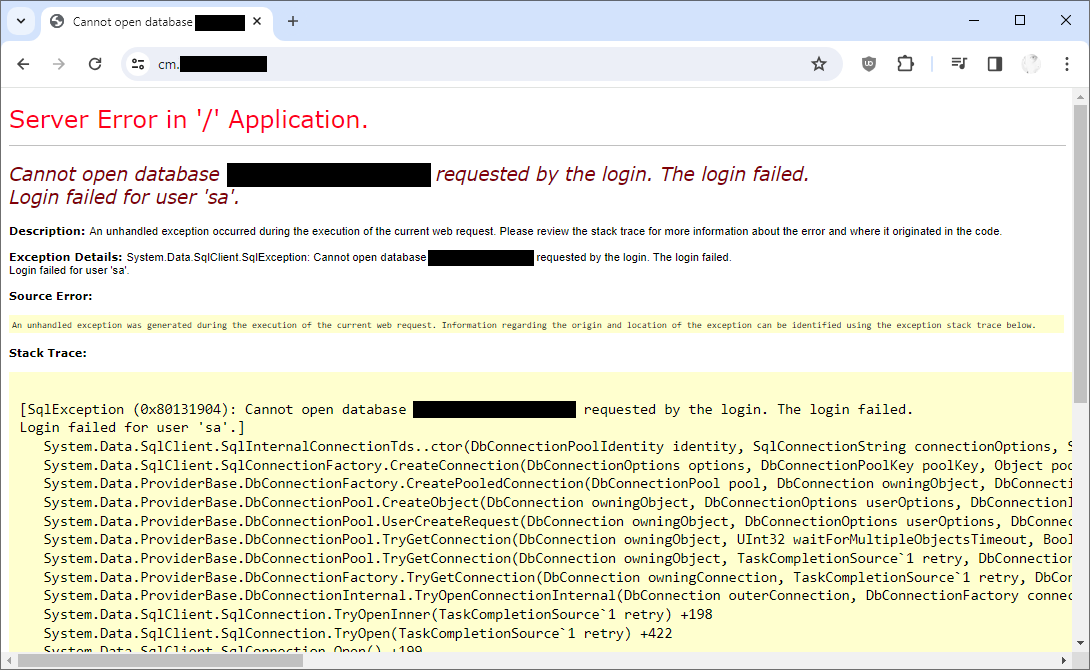 Cannot open database
cm.
Server Error in '/' Application.
Cannot open database requested by the login. The login failed.
Login failed for user 'sa'.
Description: An unhandled exception occurred during the execution of the current web request. Please review the stack trace for more information about the error and where it originated in the code.
Exception Details: System.Data.SqlClient.SqlException: Cannot open database requested by the login. The login failed.
Login failed for user 'sa'.
Source Error:
An unhandled exception was generated during the execution of the current web request. Information regarding the origin and location of the exception can be identified using the exception stack trace below.
Stack Trace:
[SqlException (0x80131904): Cannot open database requested by the login. The login failed.
Login failed for user 'sa'.]
System.Data.SqlClient.SqlInternalConnectionTds..ctor(DbConnectionPoolIdentity identity, SqlConnectionString connectionOptions, S
System.Data.SqlClient.SqlConnectionFactory.CreateConnection(DbConnectionOptions options, DbConnectionPoolKey poolKey, Object poo
System.Data.ProviderBase.DbConnectionFactory.CreatePooledConnection(DbConnectionPool pool, DbConnection owningObject, DbConnecti
System.Data.ProviderBase.DbConnectionPool.CreateObject(DbConnection owningObject, DbConnectionOptions userOptions, DbConnectionI
System.Data.ProviderBase.DbConnectionPool.UserCreateRequest(DbConnection owningObject, DbConnectionOptions userOptions, DbConnec
System.Data.ProviderBase.DbConnectionPool.TryGetConnection(DbConnection owningObject, UInt32 waitForMultipleObjectsTimeout, Bool
System.Data.ProviderBase.DbConnectionPool.TryGetConnection(DbConnection owningObject, TaskCompletionSource`1 retry, DbConnection
System.Data.ProviderBase.DbConnectionFactory.TryGetConnection(DbConnection owningConnection, TaskCompletionSource`1 retry, DbCon
System.Data.ProviderBase.DbConnectionInternal.TryOpenConnectionInternal(DbConnection outerConnection, DbConnectionFactory connec
System.Data.SqlClient.SqlConnection.TryOpenInner(TaskCompletionSource`1 retry) +198
System.Data.SqlClient.SqlConnection.TryOpen(TaskCompletionSource`1 retry) +422
System.Data.SqlClient.SqlConnection.Open() +199